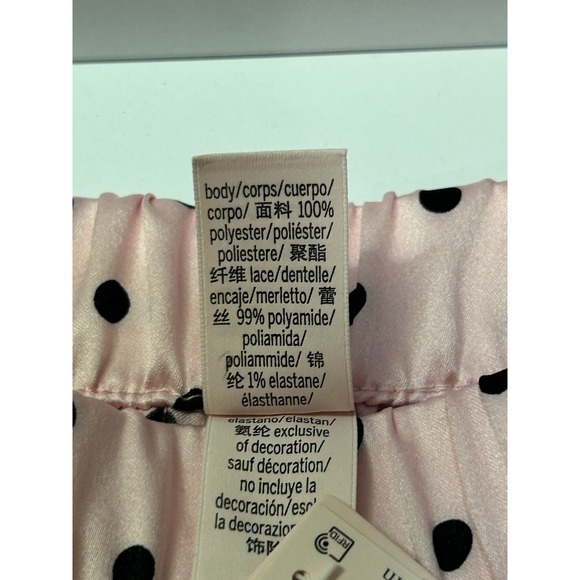 body/corps/cuerpo/
corpo/ 面料 100%
polyester/poliéster/
poliestere/ 聚酯
纤维 lace/dentelle/
encaje/merletto/ 蕾
丝 99% polyamide/
poliamida/
poliammide/ 锦
纶 1% elastane/
élasthanne/
elastano/elastan/
氨纶 exclusive
of decoration/
sauf décoration/
no incluye la
decoración/
la decorazion
饰
RFID